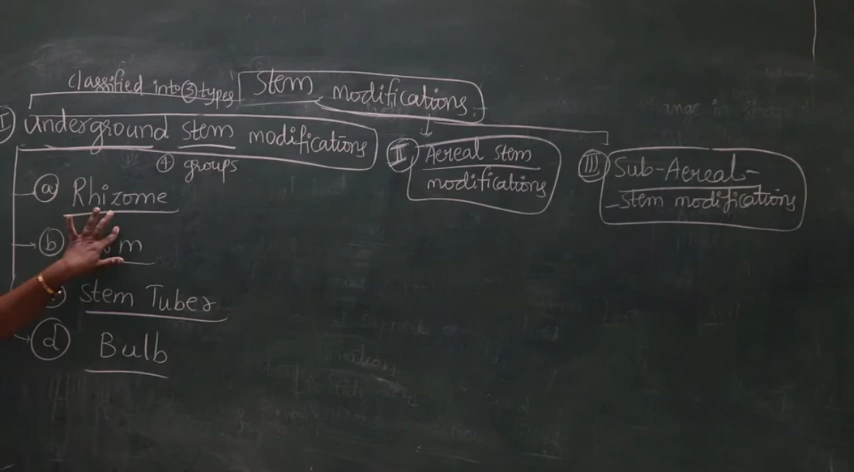 classified into ③ types
Stem modifications.
I underground stem modifications
④ groups
ⓐ Rhizome
ⓑ m
Stem Tuber
ⓓ Bulb
II Aereal stem
modifications
III Sub-Aereal-
-stem modifications